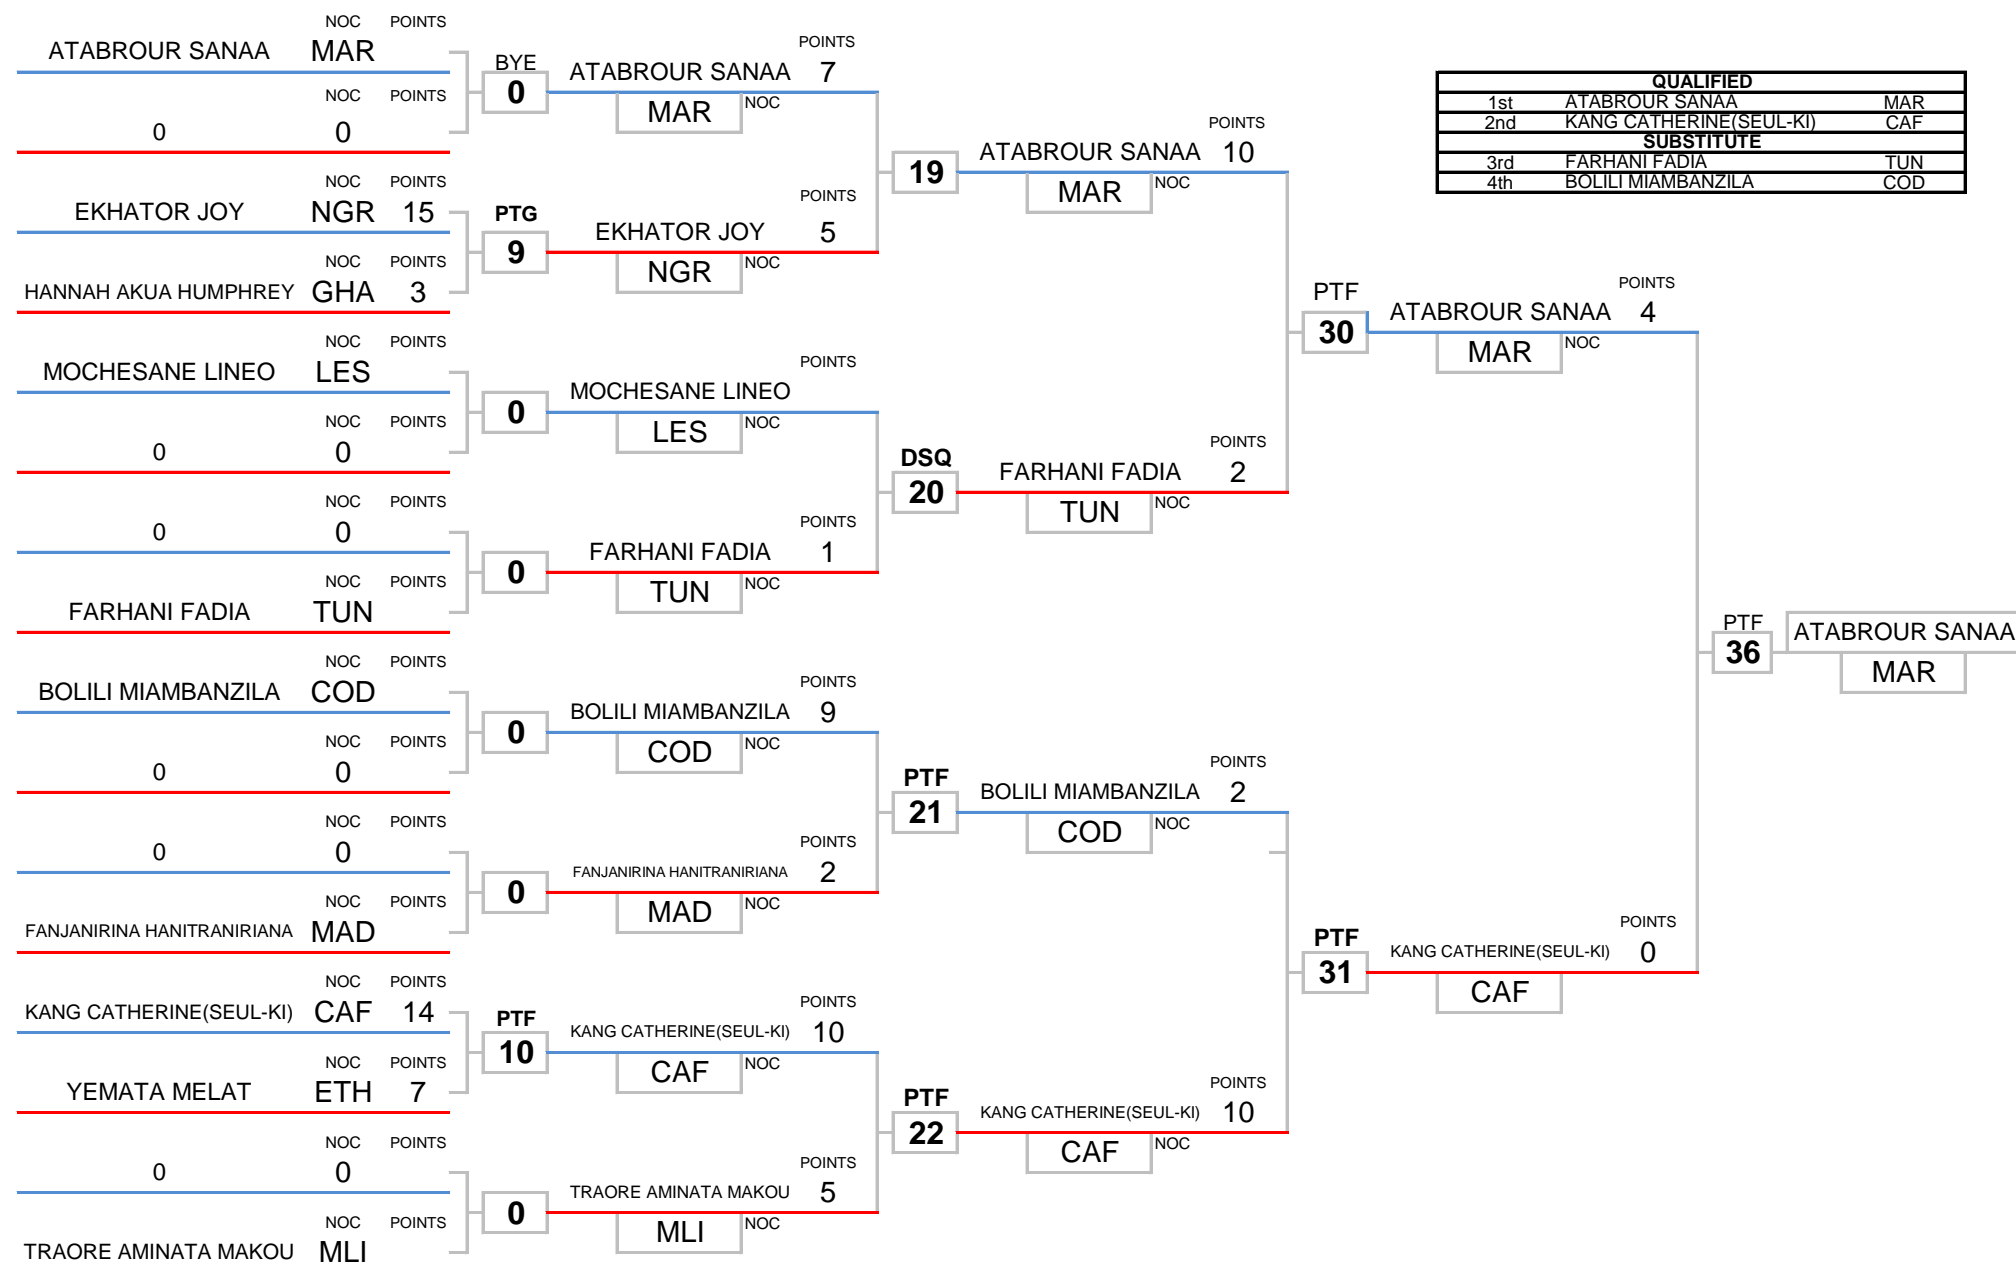 NOC POINTS
ATABROUR SANAA MAR
NOC POINTS
0 0
NOC POINTS
EKHATOR JOY NGR 15
NOC POINTS
HANNAH AKUA HUMPHREY GHA 3
NOC POINTS
MOCHESANE LINEO LES
NOC POINTS
0 0
NOC POINTS
0 0
NOC POINTS
FARHANI FADIA TUN
NOC POINTS
BOLILI MIAMBANZILA COD
NOC POINTS
0 0
NOC POINTS
0 0
NOC POINTS
FANJANIRINA HANITRANIRIANA MAD
NOC POINTS
KANG CATHERINE(SEUL-KI) CAF 14
NOC POINTS
YEMATA MELAT ETH 7
NOC POINTS
0 0
NOC POINTS
TRAORE AMINATA MAKOU MLI
BYE
0
PTG
9
0
0
0
0
PTF
10
0
POINTS
ATABROUR SANAA 7
MAR NOC
POINTS
EKHATOR JOY 5
NGR NOC
POINTS
MOCHESANE LINEO
LES NOC
POINTS
FARHANI FADIA 1
TUN NOC
POINTS
BOLILI MIAMBANZILA 9
COD NOC
POINTS
FANJANIRINA HANITRANIRIANA 2
MAD NOC
POINTS
KANG CATHERINE(SEUL-KI) 10
CAF NOC
POINTS
TRAORE AMINATA MAKOU 5
MLI NOC
19
DSQ
20
PTF
21
PTF
22
POINTS
ATABROUR SANAA 10
MAR NOC
POINTS
FARHANI FADIA 2
TUN NOC
POINTS
BOLILI MIAMBANZILA 2
COD NOC
POINTS
KANG CATHERINE(SEUL-KI) 10
CAF NOC
PTF
30
PTF
31
POINTS
ATABROUR SANAA 4
MAR NOC
POINTS
KANG CATHERINE(SEUL-KI) 0
CAF
PTF
36
ATABROUR SANAA
MAR
QUALIFIED
1st ATABROUR SANAA MAR
2nd KANG CATHERINE(SEUL-KI) CAF
SUBSTITUTE
3rd FARHANI FADIA TUN
4th BOLILI MIAMBANZILA COD